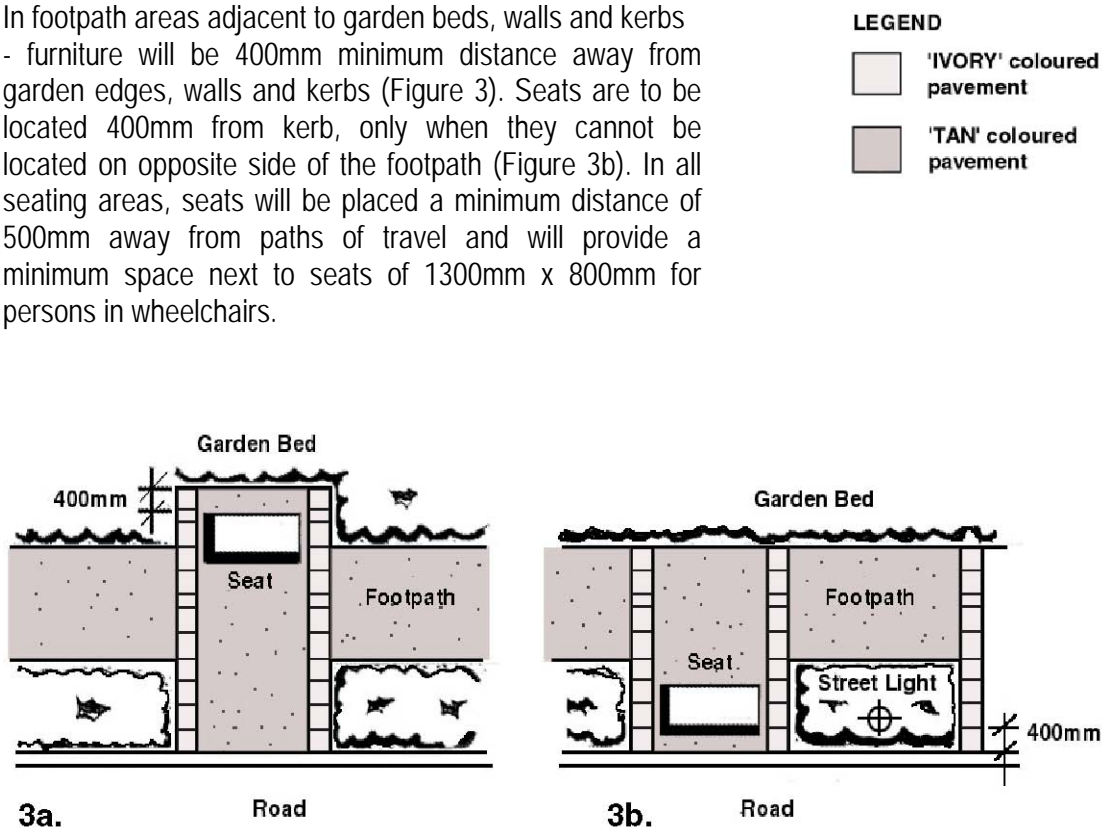 In footpath areas adjacent to garden beds, walls and kerbs
- furniture will be 400mm minimum distance away from
garden edges, walls and kerbs (Figure 3). Seats are to be
located 400mm from kerb, only when they cannot be
located on opposite side of the footpath (Figure 3b). In all
seating areas, seats will be placed a minimum distance of
500mm away from paths of travel and will provide a
minimum space next to seats of 1300mm x 800mm for
persons in wheelchairs.
LEGEND
'IVORY' coloured
pavement
'TAN' coloured
pavement
Garden Bed
400mm
Seat
Footpath
Road
3a.
Garden Bed
Footpath
Seat
Street Light
400mm
Road
3b.